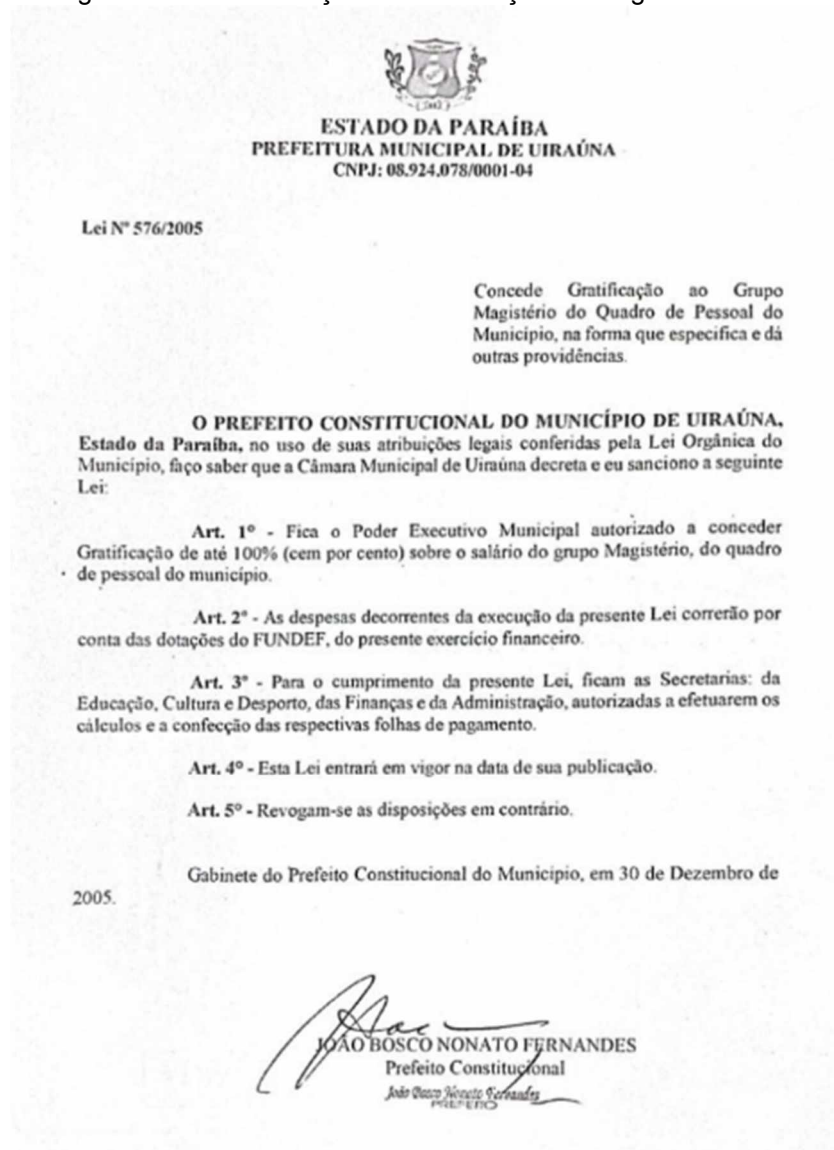 ESTADO DA PARAÍBA
PREFEITURA MUNICIPAL DE UIRAÚNA
CNPJ: 08.924.078/0001-04
Lei Nº 576/2005
Concede Gratificação ao Grupo
Magistério do Quadro de Pessoal do
Município, na forma que especifica e dá
outras providências.
O PREFEITO CONSTITUCIONAL DO MUNICÍPIO DE UIRAÚNA,
Estado da Paraíba, no uso de suas atribuições legais conferidas pela Lei Orgânica do
Município, faço saber que a Câmara Municipal de Uiraúna decreta e eu sanciono a seguinte
Lei:
Art. 1º - Fica o Poder Executivo Municipal autorizado a conceder
Gratificação de até 100% (cem por cento) sobre o salário do grupo Magistério, do quadro
de pessoal do município.
Art. 2º - As despesas decorrentes da execução da presente Lei correrão por
conta das dotações do FUNDEF, do presente exercício financeiro.
Art. 3º - Para o cumprimento da presente Lei, ficam as Secretarias: da
Educação, Cultura e Desporto, das Finanças e da Administração, autorizadas a efetuarem os
cálculos e a confecção das respectivas folhas de pagamento.
Art. 4º - Esta Lei entrará em vigor na data de sua publicação.
Art. 5º - Revogam-se as disposições em contrário.
Gabinete do Prefeito Constitucional do Municipio, em 30 de Dezembro de
2005.
JOÃO BOSCO NONATO FERNANDES
Prefeito Constitucional
João Bosco Nonato Fernandes
PREFEITO